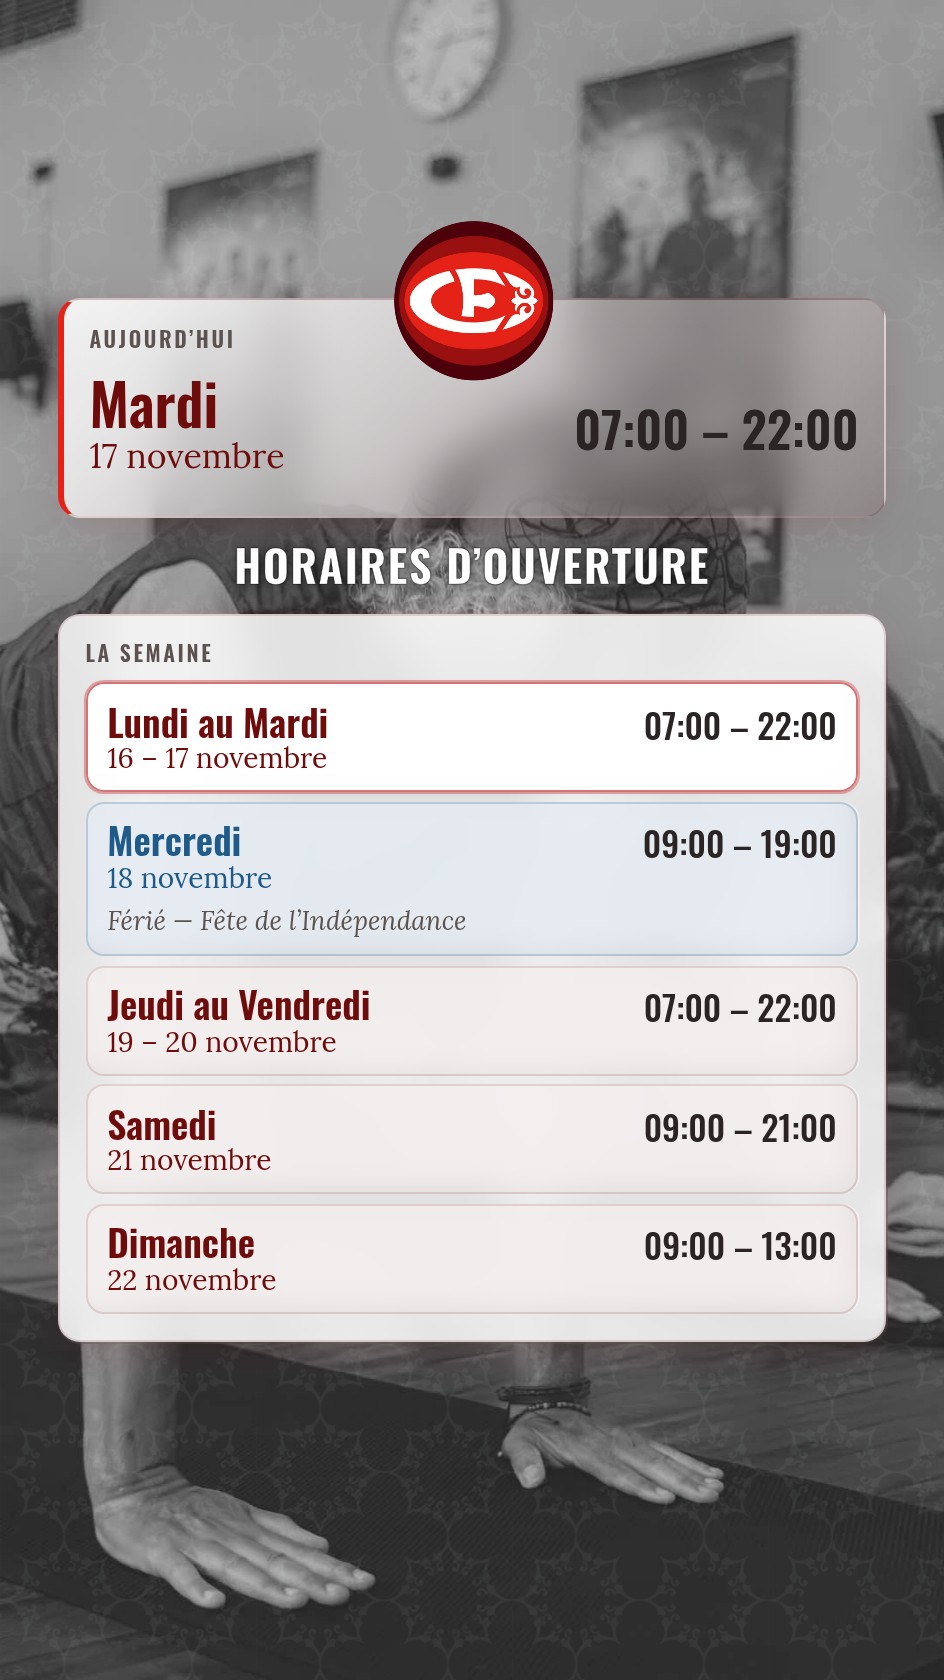 AUJOURD’HUI
Mardi
17 novembre
07:00 – 22:00
HORAIRES D’OUVERTURE
LA SEMAINE
Lundi au Mardi
07:00 – 22:00
16 – 17 novembre
Mercredi
09:00 – 19:00
18 novembre
Férié — Fête de l’Indépendance
Jeudi au Vendredi
07:00 – 22:00
19 – 20 novembre
Samedi
09:00 – 21:00
21 novembre
Dimanche
09:00 – 13:00
22 novembre